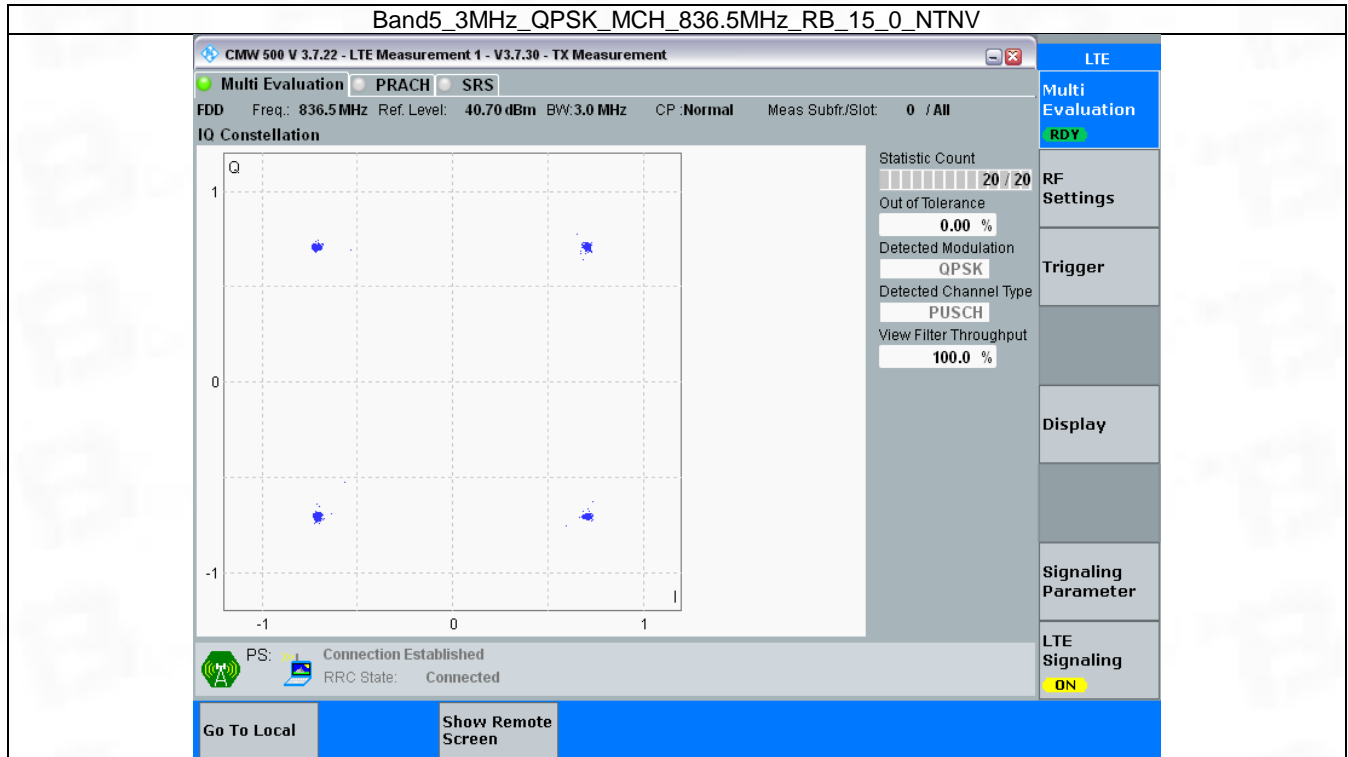 Band5_3MHz_QPSK_MCH_836.5MHz_RB_15_0_NTNV
CMW 500 V 3.7.22 - LTE Measurement 1 - V3.7.30 - TX Measurement
LTE
Multi Evaluation PRACH SRS
FDD Freq.: 836.5 MHz Ref. Level: 40.70 dBm BW:3.0 MHz CP :Normal Meas Subfr./Slot: 0 / All
IQ Constellation
Q
1
0
-1
-1 0 1
I
Statistic Count
20 / 20
Out of Tolerance
0.00 %
Detected Modulation
QPSK
Detected Channel Type
PUSCH
View Filter Throughput
100.0 %
Multi
Evaluation
RDY
RF
Settings
Trigger
Display
Signaling
Parameter
LTE
Signaling
ON
PS: Connection Established
RRC State: Connected
Go To Local
Show Remote
Screen